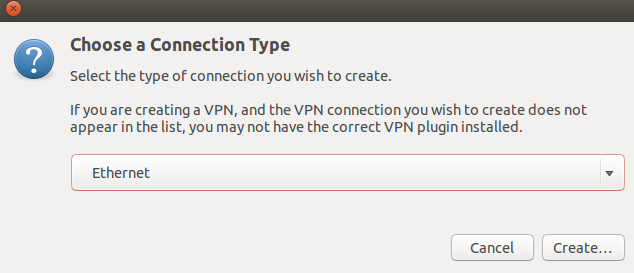 Choose a Connection Type
Select the type of connection you wish to create.
If you are creating a VPN, and the VPN connection you wish to create does not
appear in the list, you may not have the correct VPN plugin installed.
Ethernet
Cancel
Create...